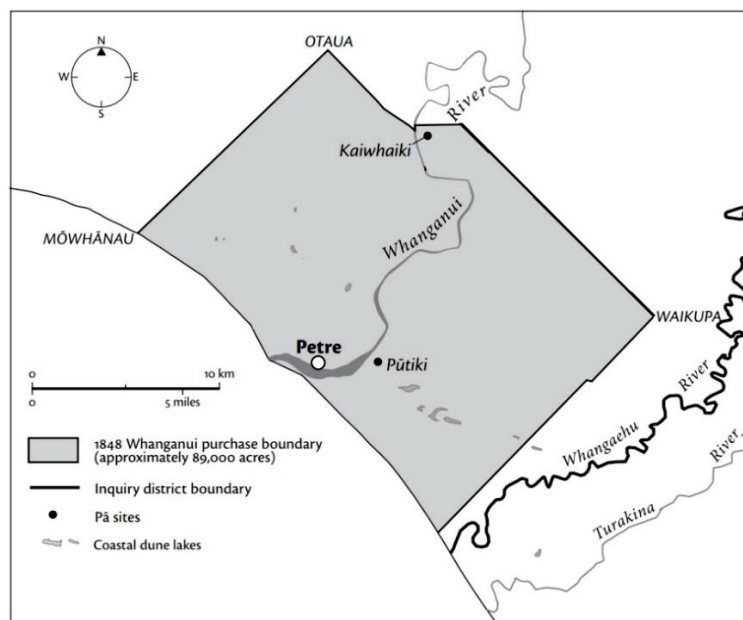 N
W E
S
OTAUA
River
Kaiwhaiki
Whanganui
MŌWHĀNAU
WAIKUPA
Petre
Pūtiki
0 10 km
0 5 miles
River
Whangaehu
River
Turakina
1848 Whanganui purchase boundary
(approximately 89,000 acres)
Inquiry district boundary
Pā sites
Coastal dune lakes